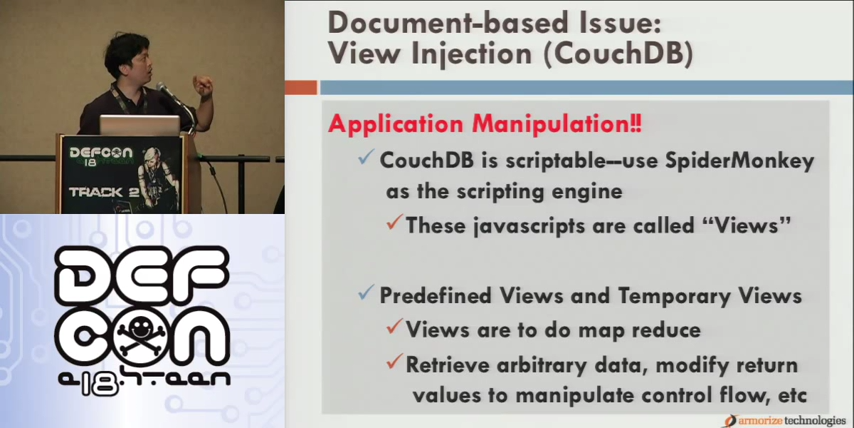 Document-based Issue:
View Injection (CouchDB)
Application Manipulation!!
CouchDB is scriptable--use SpiderMonkey
as the scripting engine
These javascripts are called “Views”
Predefined Views and Temporary Views
Views are to do map reduce
Retrieve arbitrary data, modify return
values to manipulate control flow, etc
armorize technologies
DEFCON
18
TRACK 2
DEF
CON
e18hteen